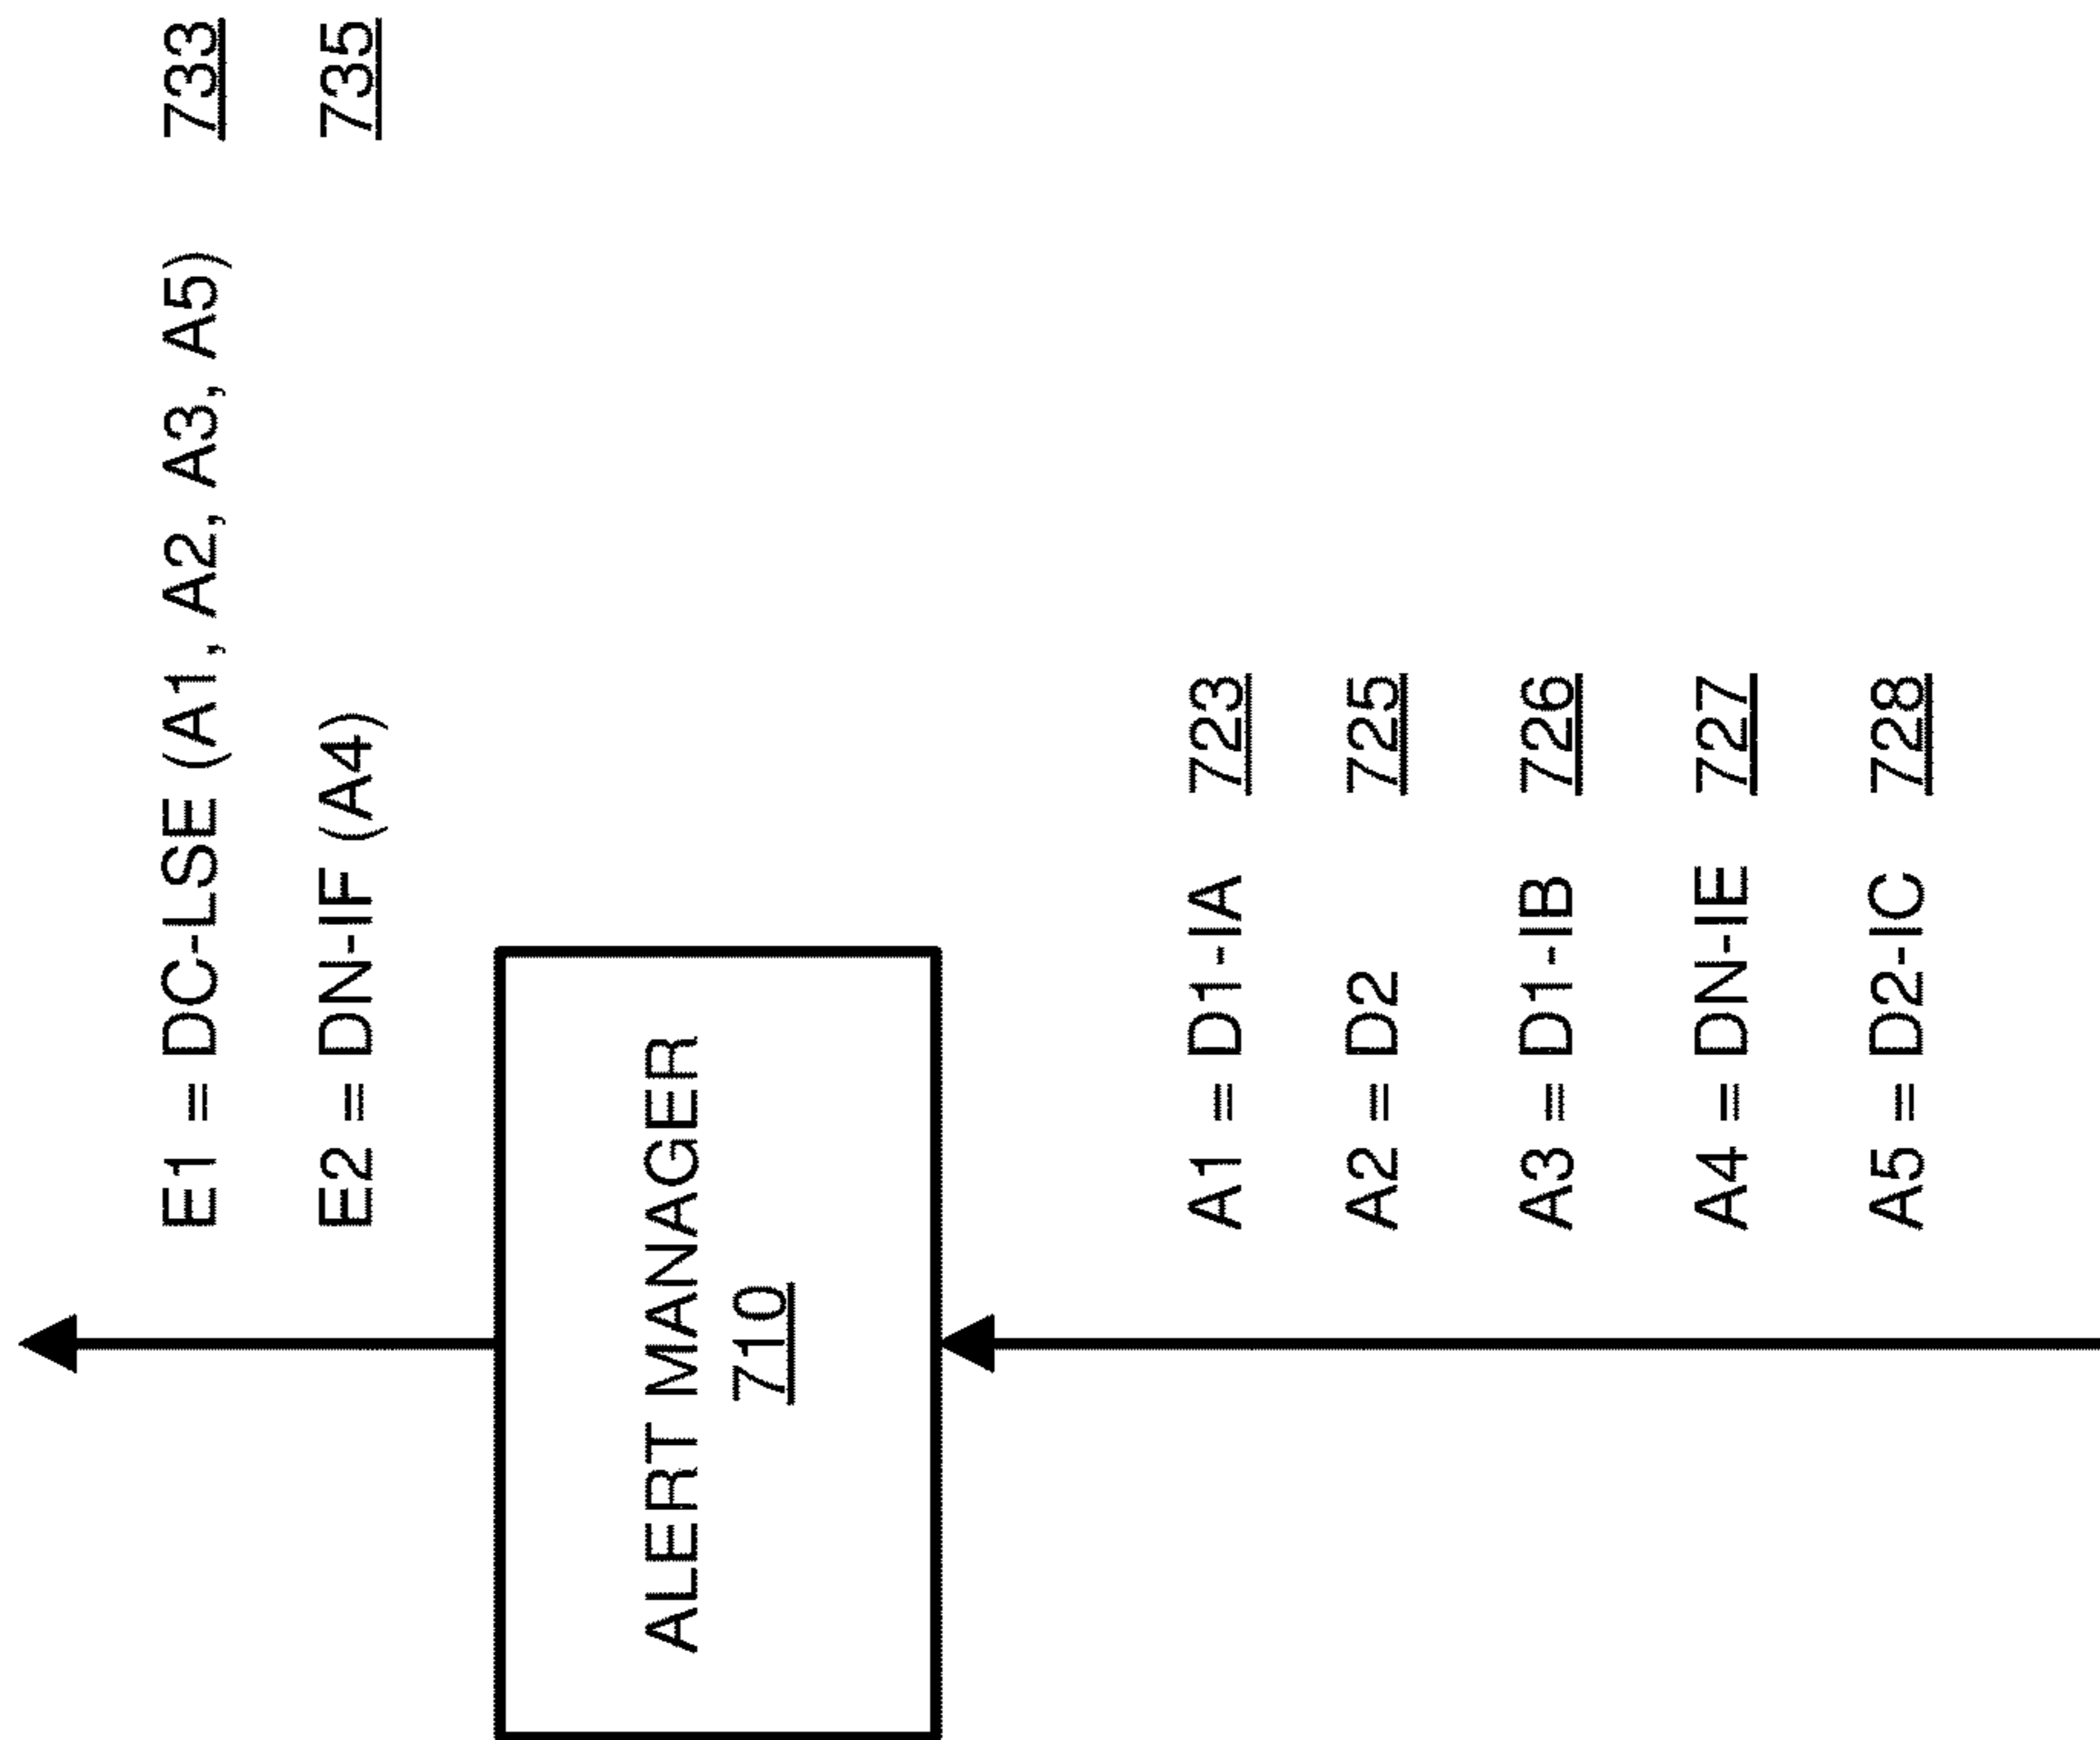 E1 = DC-LSE (A1, A2, A3, A5) 733
E2 = DN-IF (A4) 735
ALERT MANAGER
710
A1 = D1-IA 723
A2 = D2 725
A3 = D1-IB 726
A4 = DN-IE 727
A5 = D2-IC 728